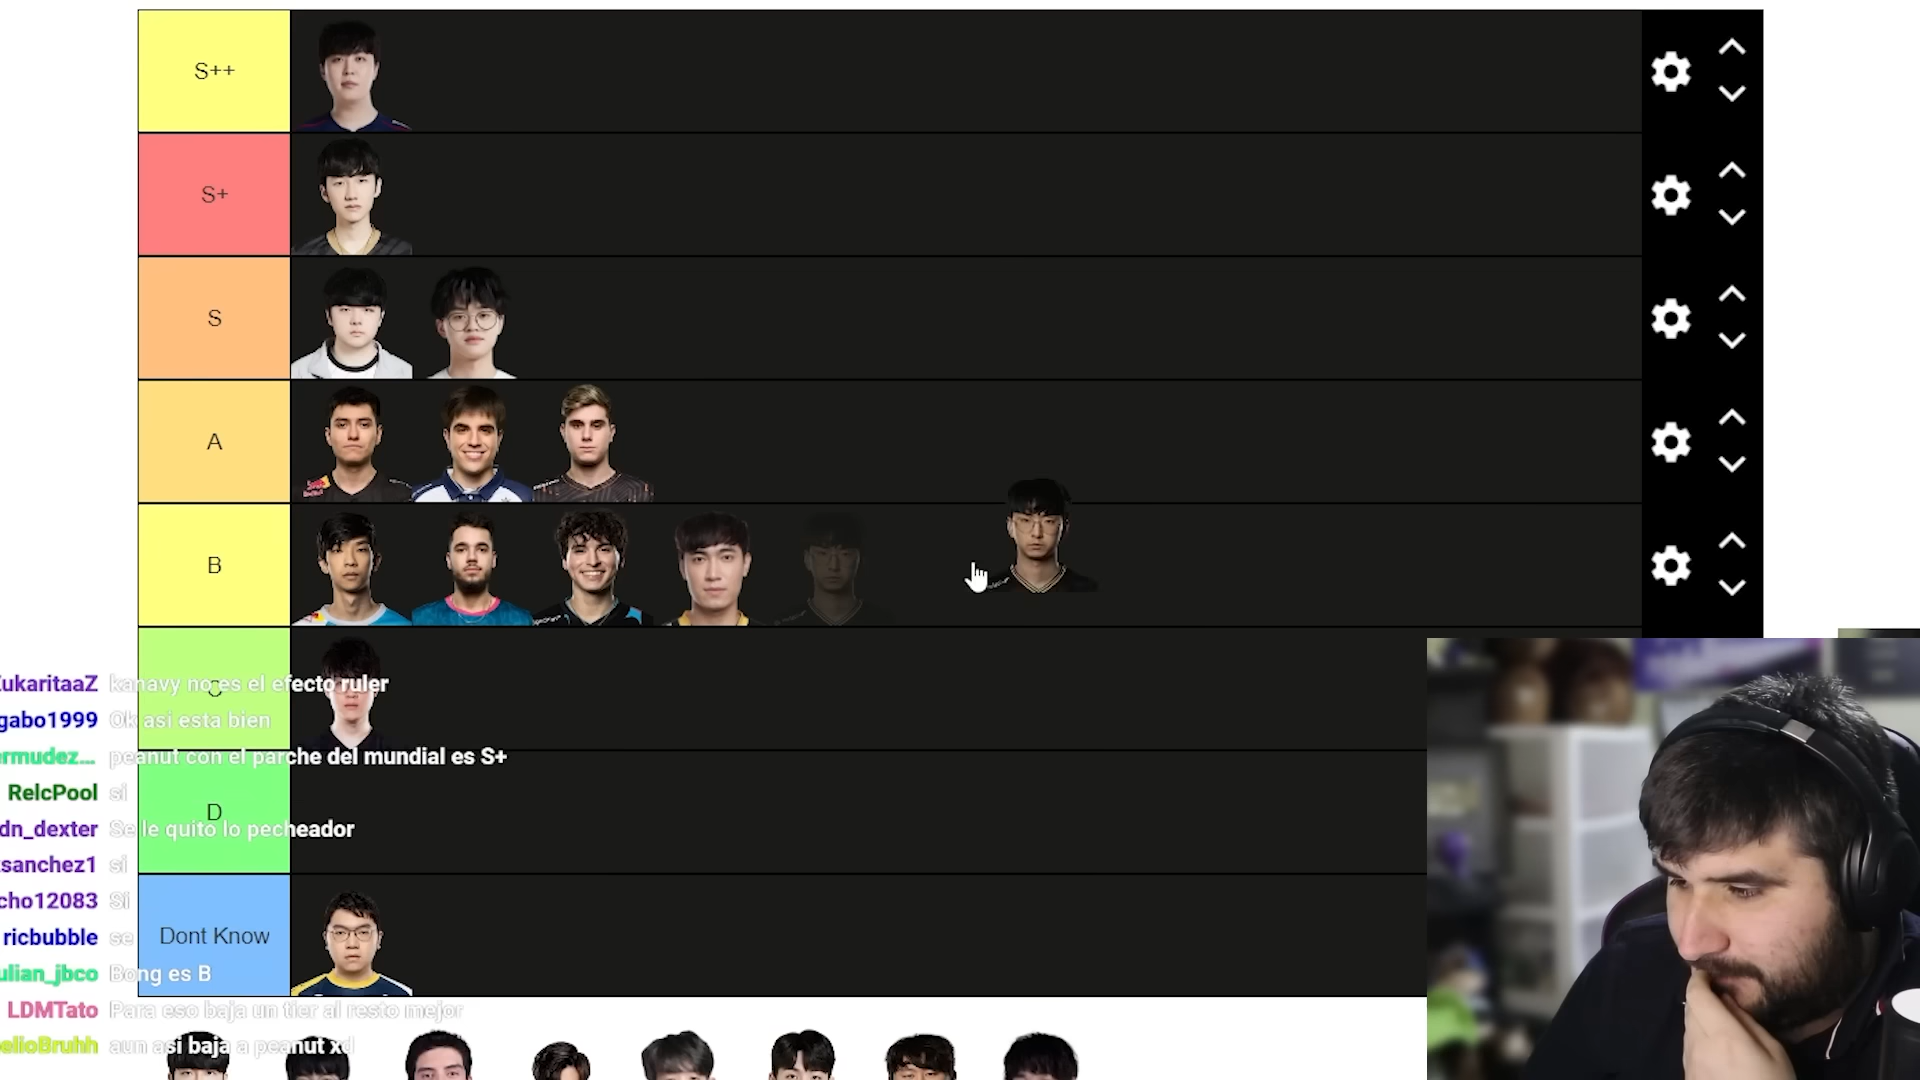 S++
S+
S
A
B
C
D
Dont Know
ukaritaaZ kanavy no es el efecto ruler
gabo1999 Ok asi esta bien
ermudez... peanut con el parche del mundial es S+
RelcPool si
dn_dexter Se le quito lo pecheador
sanchez1 si
cho12083 Si
ricbubble se
ulian_jbco Bong es B
LDMTato Para eso baja un tier al resto mejor
elioBruhh aun asi baja a peanut xd